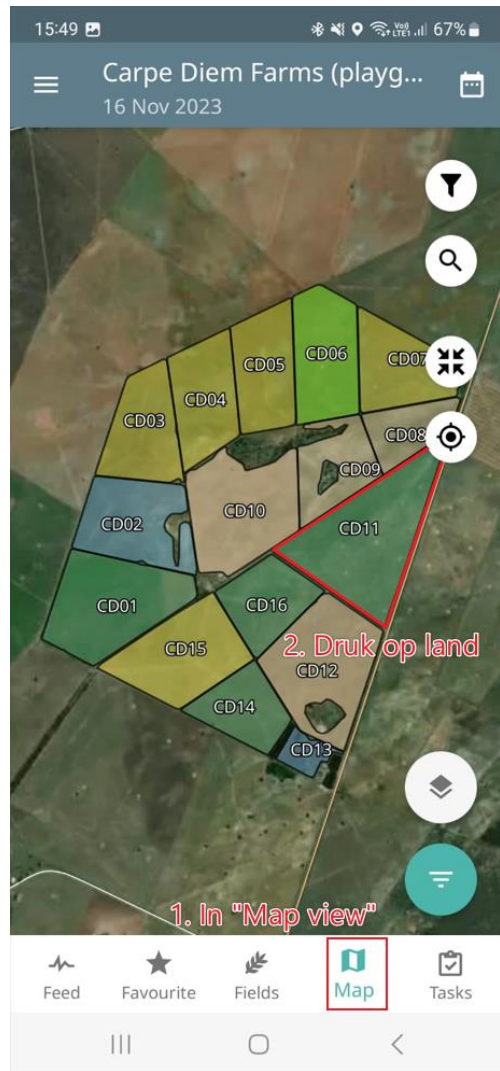 15:49
67%
Carpe Diem Farms (playg...
16 Nov 2023
CD06
CD05
CD07
CD04
CD03
CD08
CD09
CD10
CD02
CD11
CD01
CD16
2. Druk op land
CD15
CD12
CD14
CD13
1. In "Map view"
Feed
Favourite
Fields
Map
Tasks